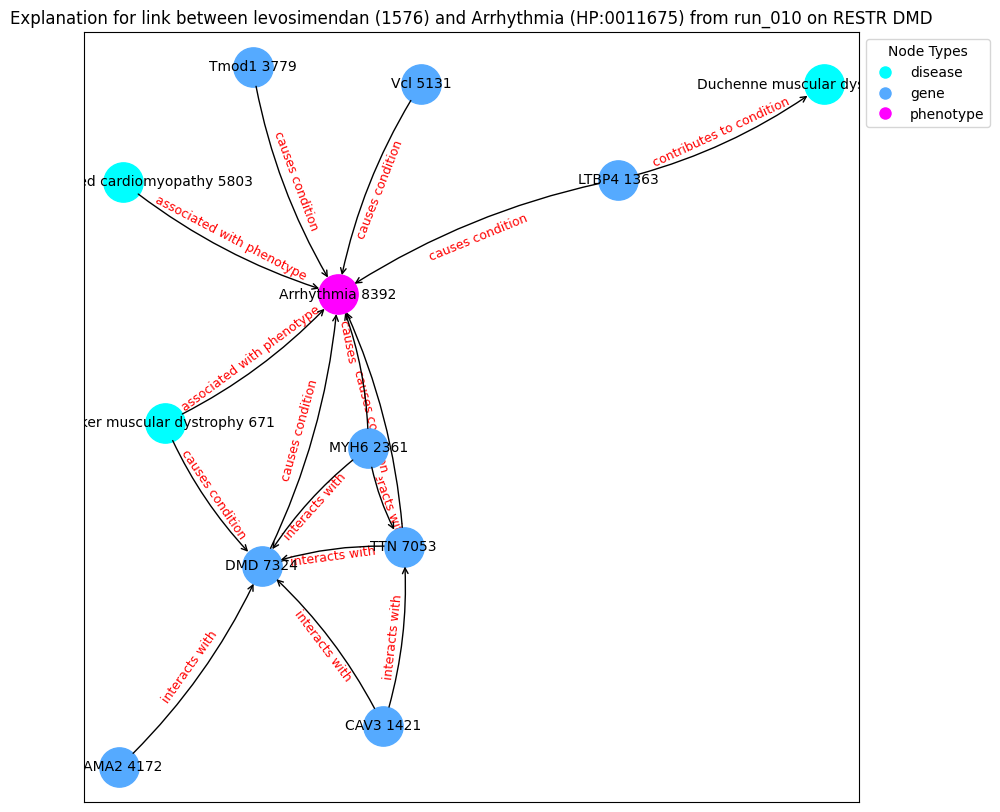 Explanation for link between levosimendan (1576) and Arrhythmia (HP:0011675) from run_010 on RESTR DMD
Node Types
disease
gene
phenotype
Tmod1 3779
Vcl 5131
Duchenne muscular dys
contributes to condition
causes condition
causes condition
LTBP4 1363
ed cardiomyopathy 5803
associated with phenotype
causes condition
Arrhythmia 8392
associated with phenotype
causes
causes condition
causes condition
ker muscular dystrophy 671
MYH6 2361
causes condition
interacts with
interacts with
TTN 7053
interacts with
DMD 7324
interacts with
interacts with
interacts with
CAV3 1421
AMA2 4172